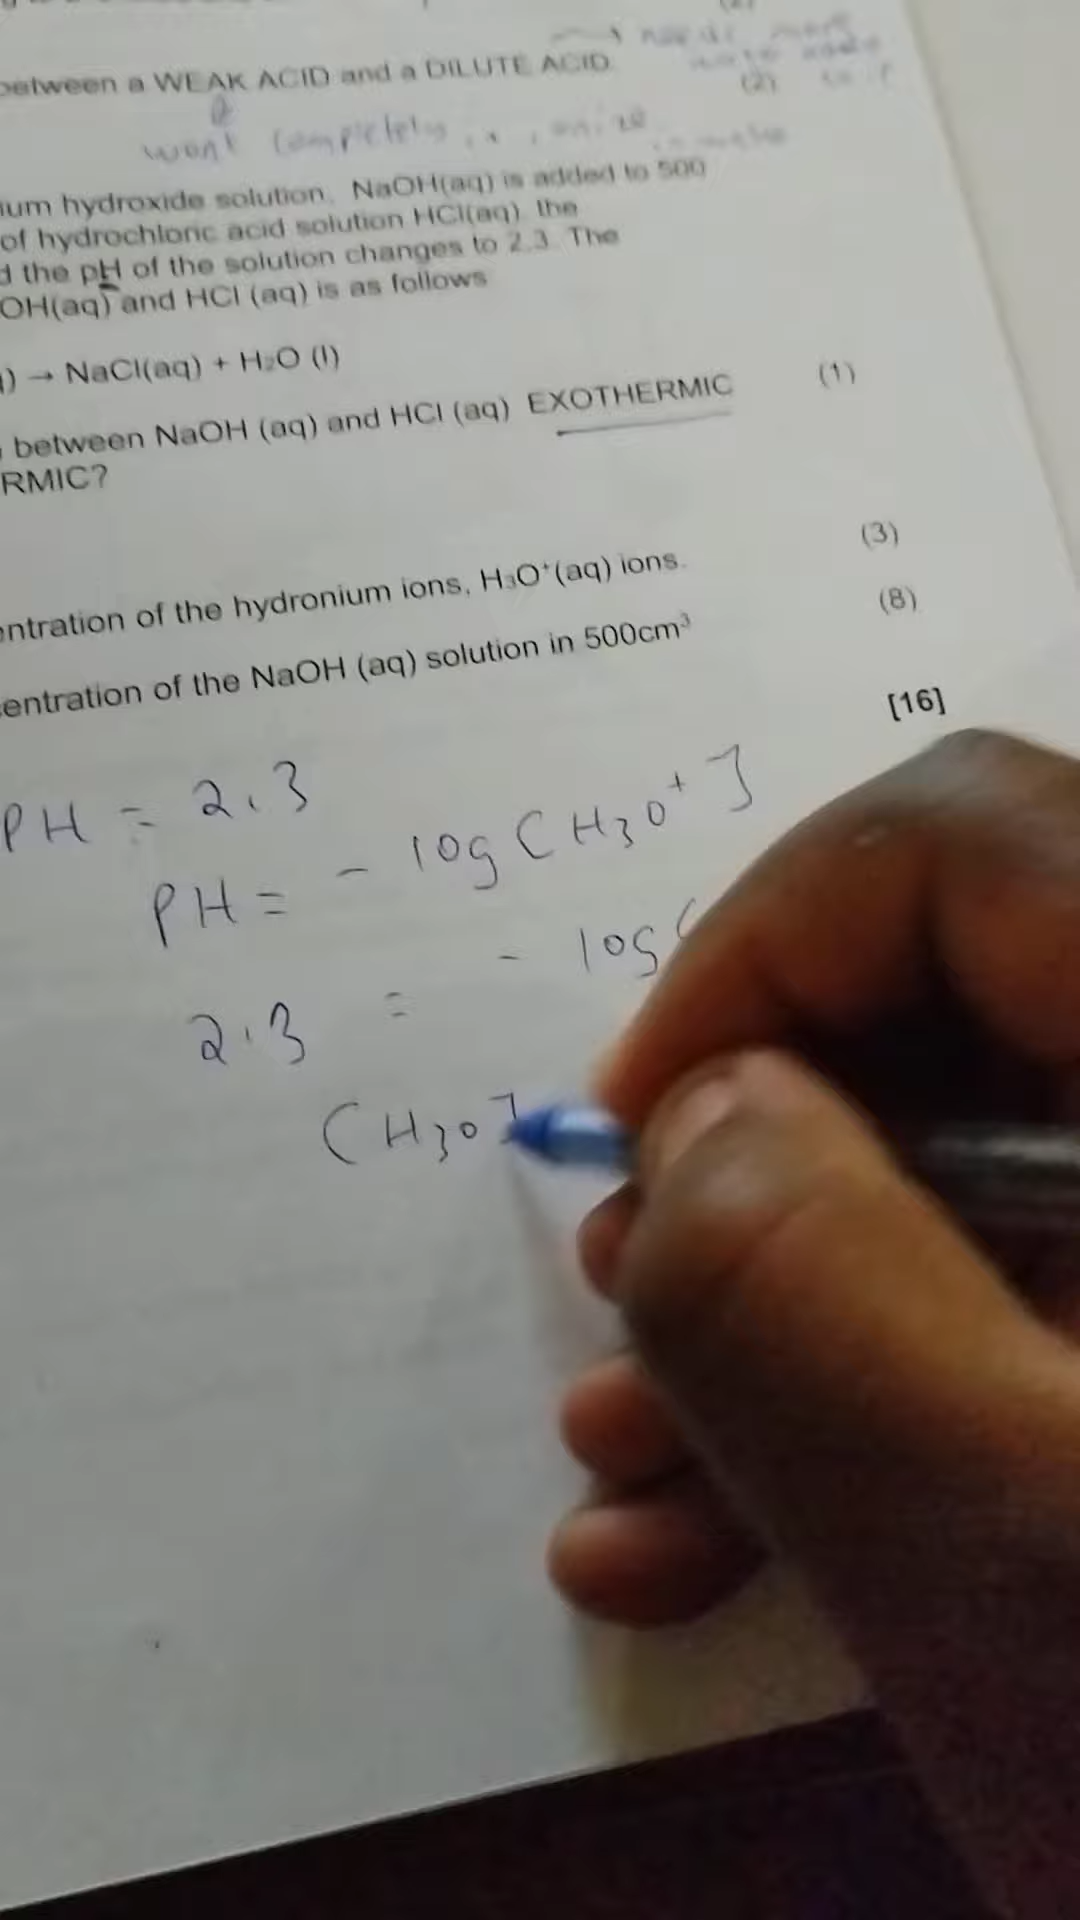 between a WEAK ACID and a DILUTE ACID.
(2)
wont completely
ium hydroxide solution, NaOH(aq) is added to 500
of hydrochloric acid solution HCl(aq), the
d the pH of the solution changes to 2.3. The
OH(aq) and HCl (aq) is as follows
) → NaCl(aq) + H₂O (l)
between NaOH (aq) and HCl (aq) EXOTHERMIC (1)
RMIC?
entration of the hydronium ions, H₃O⁺(aq) ions. (3)
centration of the NaOH (aq) solution in 500cm³ (8)
[16]
PH = 2.3
PH = - log [H₃O⁺]
2.3 = - log
[H₃O]